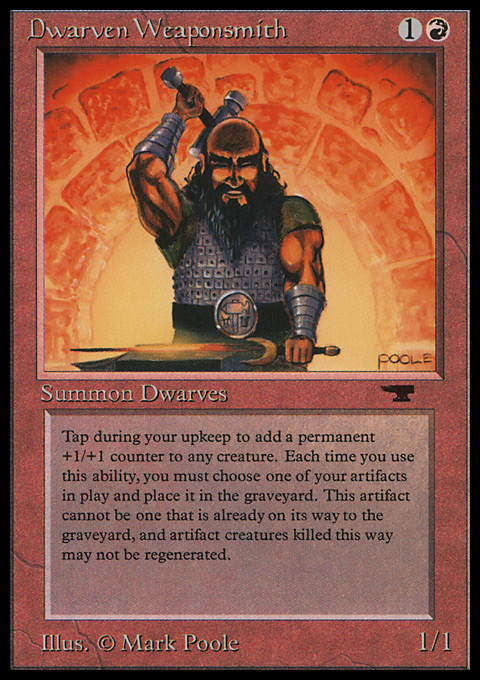 Dwarven Weaponsmith 1
POOLE
Summon Dwarves
Tap during your upkeep to add a permanent
+1/+1 counter to any creature. Each time you use
this ability, you must choose one of your artifacts
in play and place it in the graveyard. This artifact
cannot be one that is already on its way to the
graveyard, and artifact creatures killed this way
may not be regenerated.
Illus. © Mark Poole 1/1